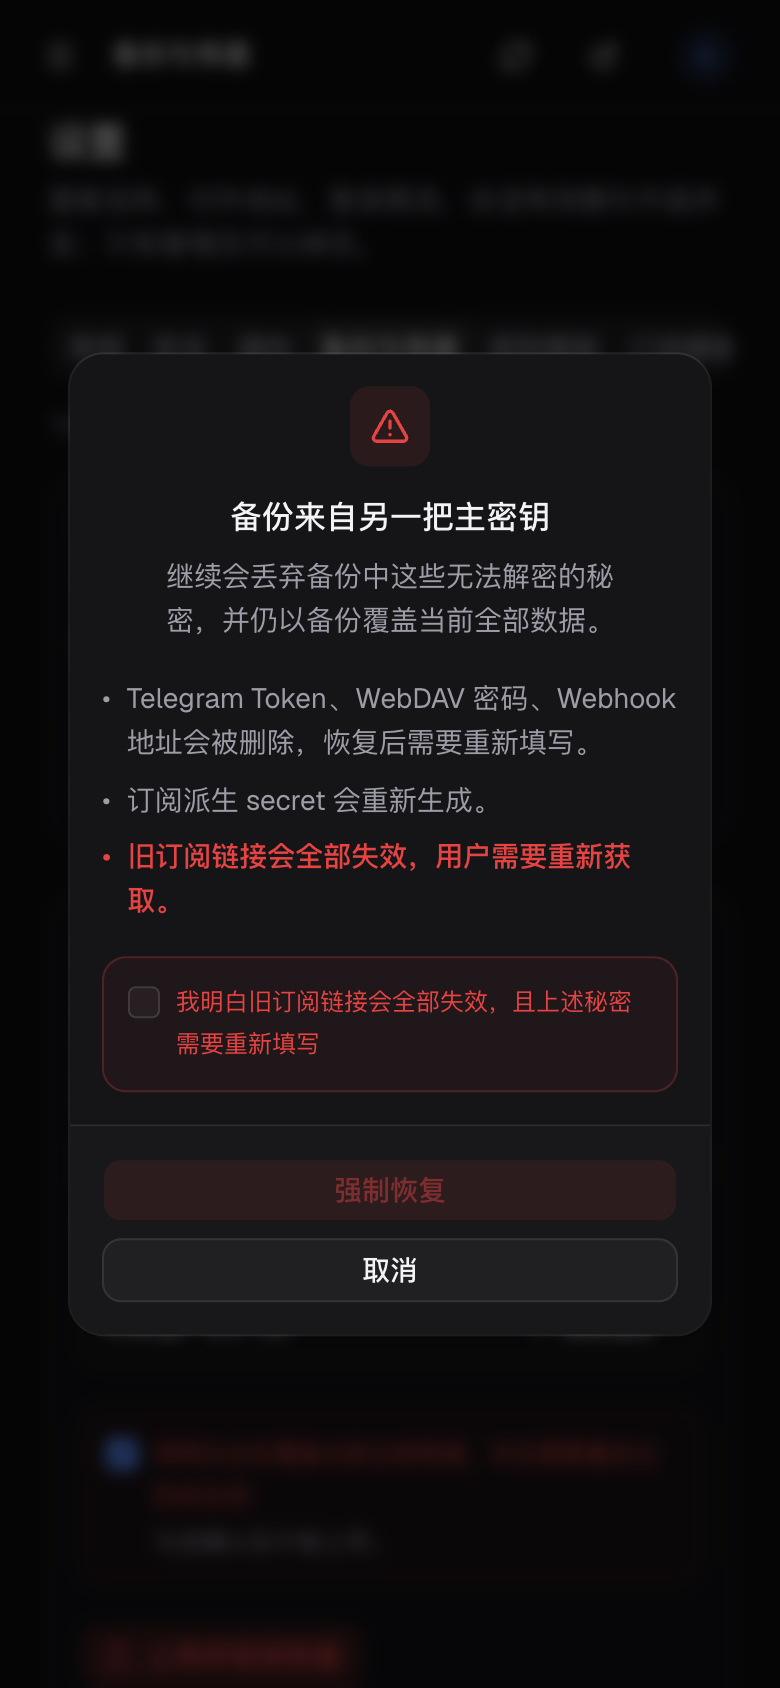 设置
备份来自另一把主密钥
继续会丢弃备份中这些无法解密的秘
密，并仍以备份覆盖当前全部数据。
• Telegram Token、WebDAV 密码、Webhook
地址会被删除，恢复后需要重新填写。
• 订阅派生 secret 会重新生成。
• 旧订阅链接会全部失效，用户需要重新获
取。
我明白旧订阅链接会全部失效，且上述秘密
需要重新填写
强制恢复
取消